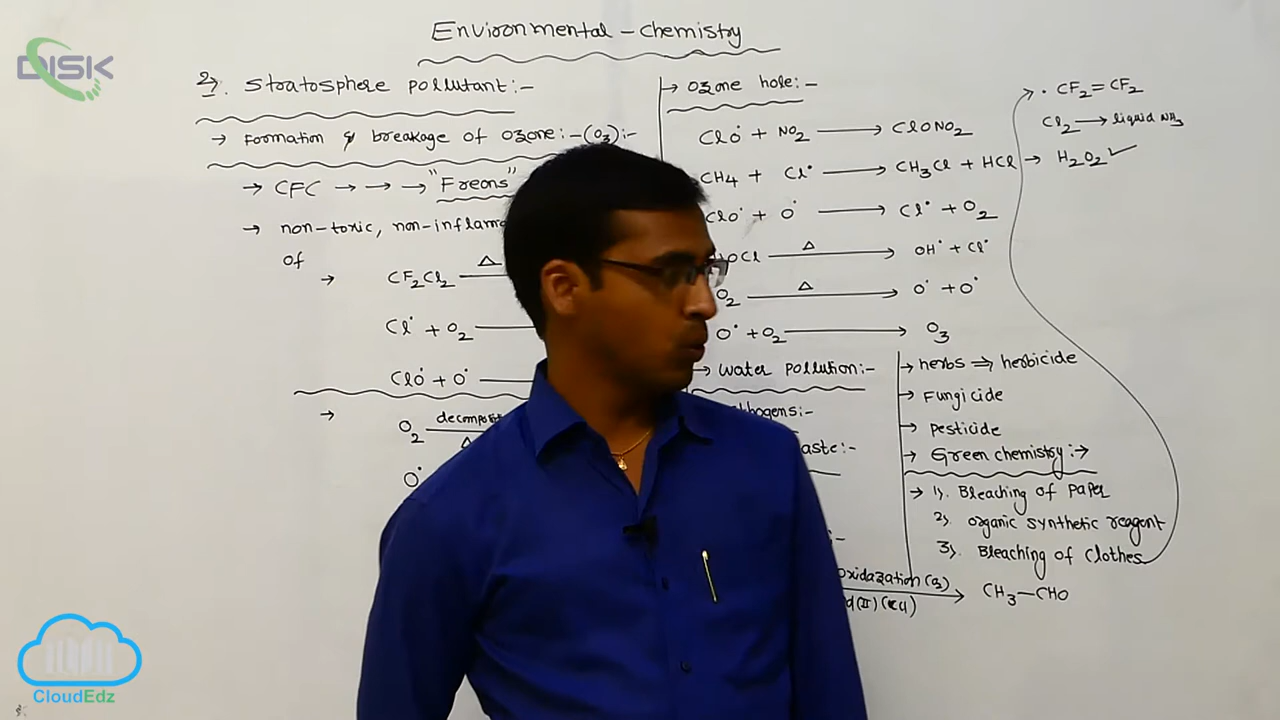 Environmental - chemistry
DISK
2). Stratosphere pollutant:-
→ Formation & breakage of Ozone:-(O3):-
→ CFC → → → "Freons"
→ non-toxic, non-inflam
of → CF2Cl2 Δ
Cl• + O2
ClO• + O•
→ O2 Δ
O•
→ Ozone hole:-
ClO• + NO2 → ClONO2
CH4 + Cl• → CH3Cl + HCl
ClO• + O• → Cl• + O2
OCl Δ→ OH• + Cl•
O2 Δ→ O• + O•
O• + O2 → O3
→ water pollution:-
hogens:-
aste:-
:-
oxidazation (
d(II) ( → CH3-CHO
→ herbs ⇒ herbicide
→ Fungicide
→ pesticide
→ Green chemistry:→
→ 1). Bleaching of paper
2). organic synthetic reagent
3). Bleaching of clothes
→ • CF2 = CF2
Cl2 → liquid NH3
→ H2O2 ✓
CloudEdz